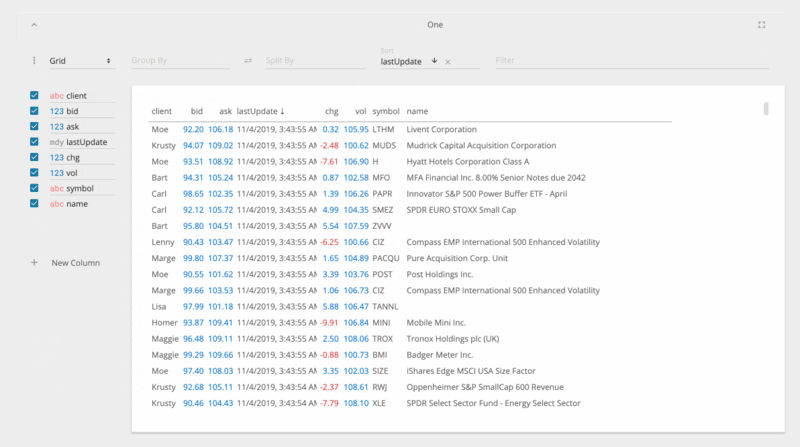 One
Grid Group By Split By Sort lastUpdate Filter
abc client
123 bid
123 ask
mdy lastUpdate
123 chg
123 vol
abc symbol
abc name
New Column
client bid ask lastUpdate ↓ chg vol symbol name
Moe 92.20 106.18 11/4/2019, 3:43:55 AM 0.32 105.95 LTHM Livent Corporation
Krusty 94.07 109.02 11/4/2019, 3:43:55 AM -2.48 100.62 MUDS Mudrick Capital Acquisition Corporation
Moe 93.51 108.92 11/4/2019, 3:43:55 AM -7.61 106.90 H Hyatt Hotels Corporation Class A
Bart 94.31 105.24 11/4/2019, 3:43:55 AM 0.87 102.58 MFO MFA Financial Inc. 8.00% Senior Notes due 2042
Carl 98.65 102.35 11/4/2019, 3:43:55 AM 1.39 106.26 PAPR Innovator S&P 500 Power Buffer ETF - April
Carl 92.12 105.72 11/4/2019, 3:43:55 AM 4.99 104.35 SMEZ SPDR EURO STOXX Small Cap
Bart 95.80 104.51 11/4/2019, 3:43:55 AM 5.54 107.59 ZVVV
Lenny 90.43 103.47 11/4/2019, 3:43:55 AM -6.25 100.66 CIZ Compass EMP International 500 Enhanced Volatility
Marge 99.80 107.37 11/4/2019, 3:43:55 AM 1.65 104.89 PACQU Pure Acquisition Corp. Unit
Moe 90.55 101.62 11/4/2019, 3:43:55 AM 3.39 103.76 POST Post Holdings Inc.
Marge 99.66 103.53 11/4/2019, 3:43:55 AM 1.06 106.73 CIZ Compass EMP International 500 Enhanced Volatility
Lisa 97.99 101.18 11/4/2019, 3:43:55 AM 5.88 106.47 TANNL
Homer 93.87 109.41 11/4/2019, 3:43:55 AM -9.91 106.84 MINI Mobile Mini Inc.
Maggie 96.48 109.11 11/4/2019, 3:43:55 AM 2.50 108.06 TROX Tronox Holdings plc (UK)
Maggie 99.29 109.66 11/4/2019, 3:43:55 AM -0.88 100.73 BMI Badger Meter Inc.
Moe 97.40 108.03 11/4/2019, 3:43:55 AM 3.35 102.03 SIZE iShares Edge MSCI USA Size Factor
Krusty 92.68 105.11 11/4/2019, 3:43:54 AM -2.37 108.61 RWJ Oppenheimer S&P SmallCap 600 Revenue
Krusty 90.46 104.43 11/4/2019, 3:43:54 AM -7.79 108.10 XLE SPDR Select Sector Fund - Energy Select Sector